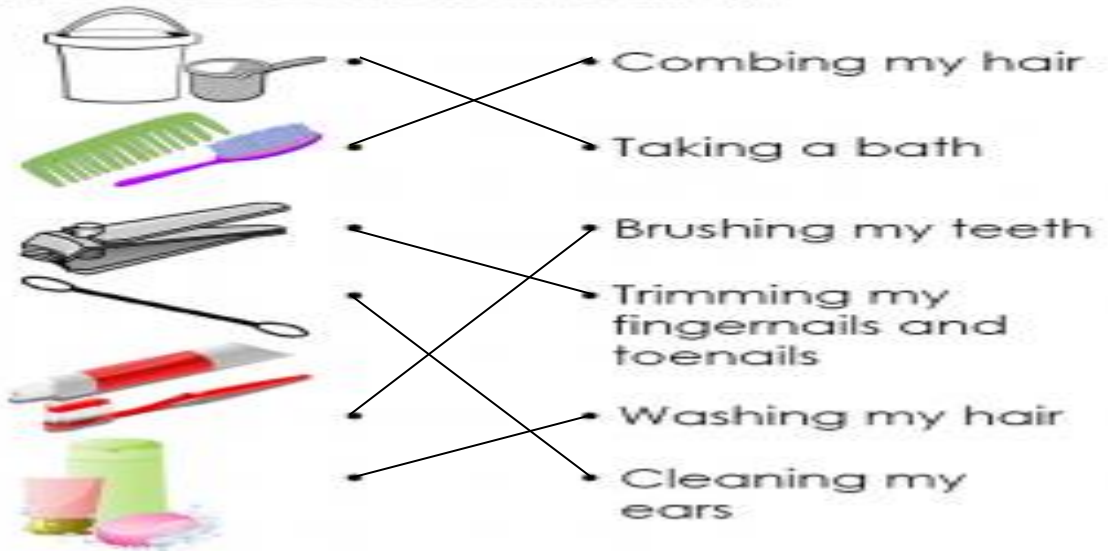 Combing my hair
Taking a bath
Brushing my teeth
Trimming my
fingernails and
toenails
Washing my hair
Cleaning my
ears